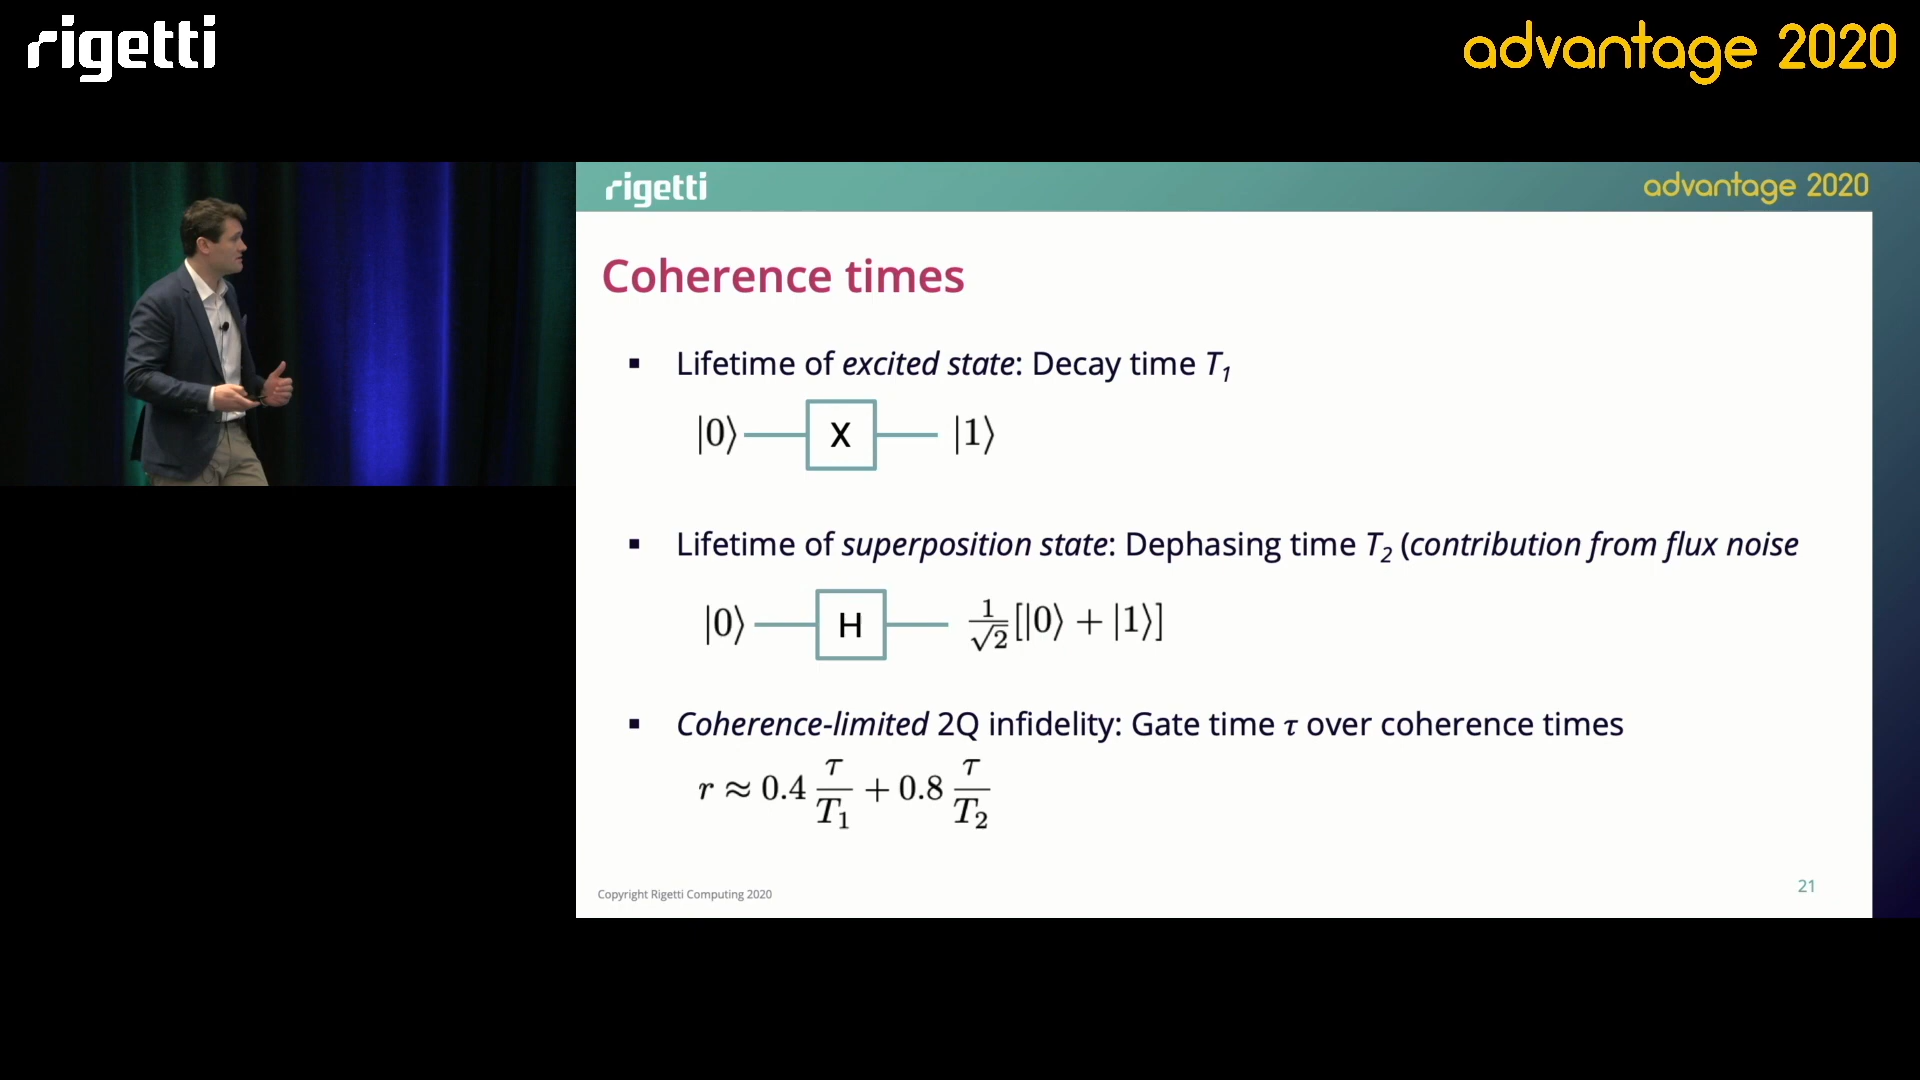 rigetti
advantage 2020
rigetti
advantage 2020
Coherence times
▪ Lifetime of excited state: Decay time T₁
|0⟩ X |1⟩
▪ Lifetime of superposition state: Dephasing time T₂ (contribution from flux noise
|0⟩ H 1/√2 [|0⟩ + |1⟩]
▪ Coherence-limited 2Q infidelity: Gate time τ over coherence times
r ≈ 0.4 τ/T₁ + 0.8 τ/T₂
Copyright Rigetti Computing 2020
21